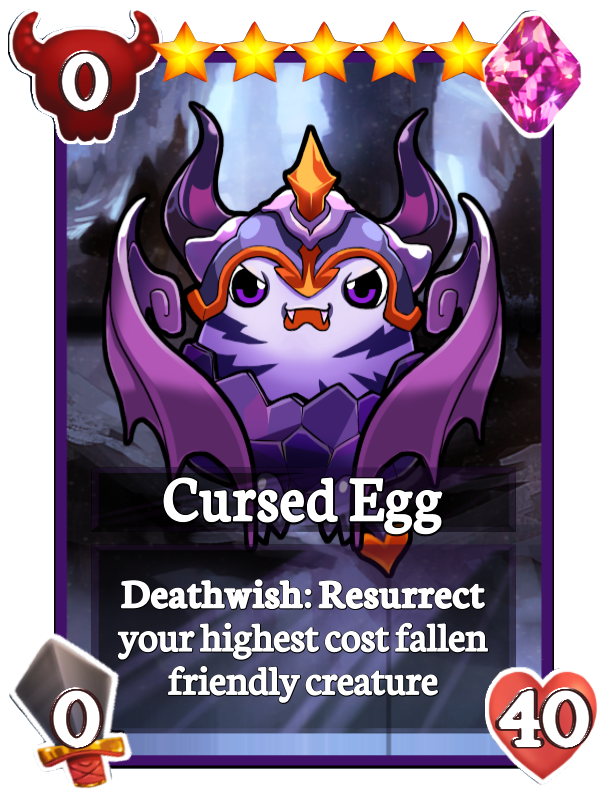 0
Cursed Egg
Deathwish: Resurrect
your highest cost fallen
friendly creature
0
40